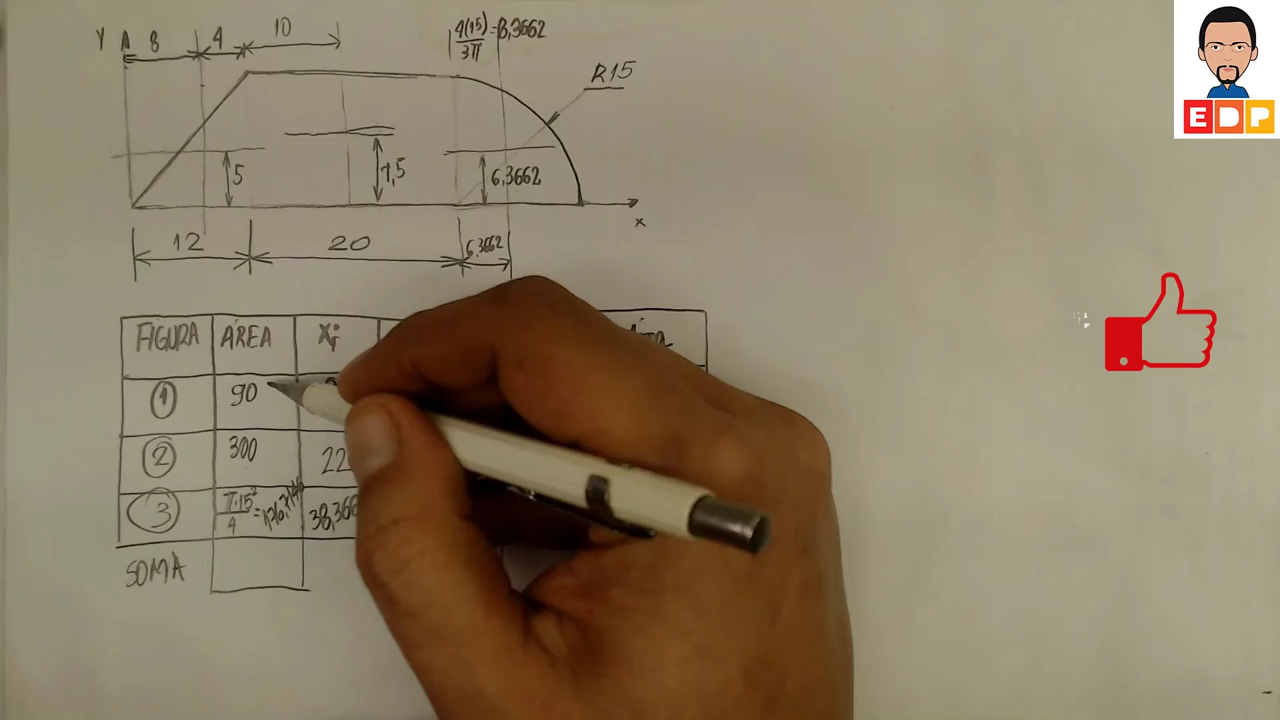 Y 8 4 10 4(15)/3π = 6,3662
R15
5 7,5 6,3662
x
12 20 6,3662
FIGURA ÁREA xi
1 90
2 300 22
3 π·15²/4 = 38,366
SOMA
EDP